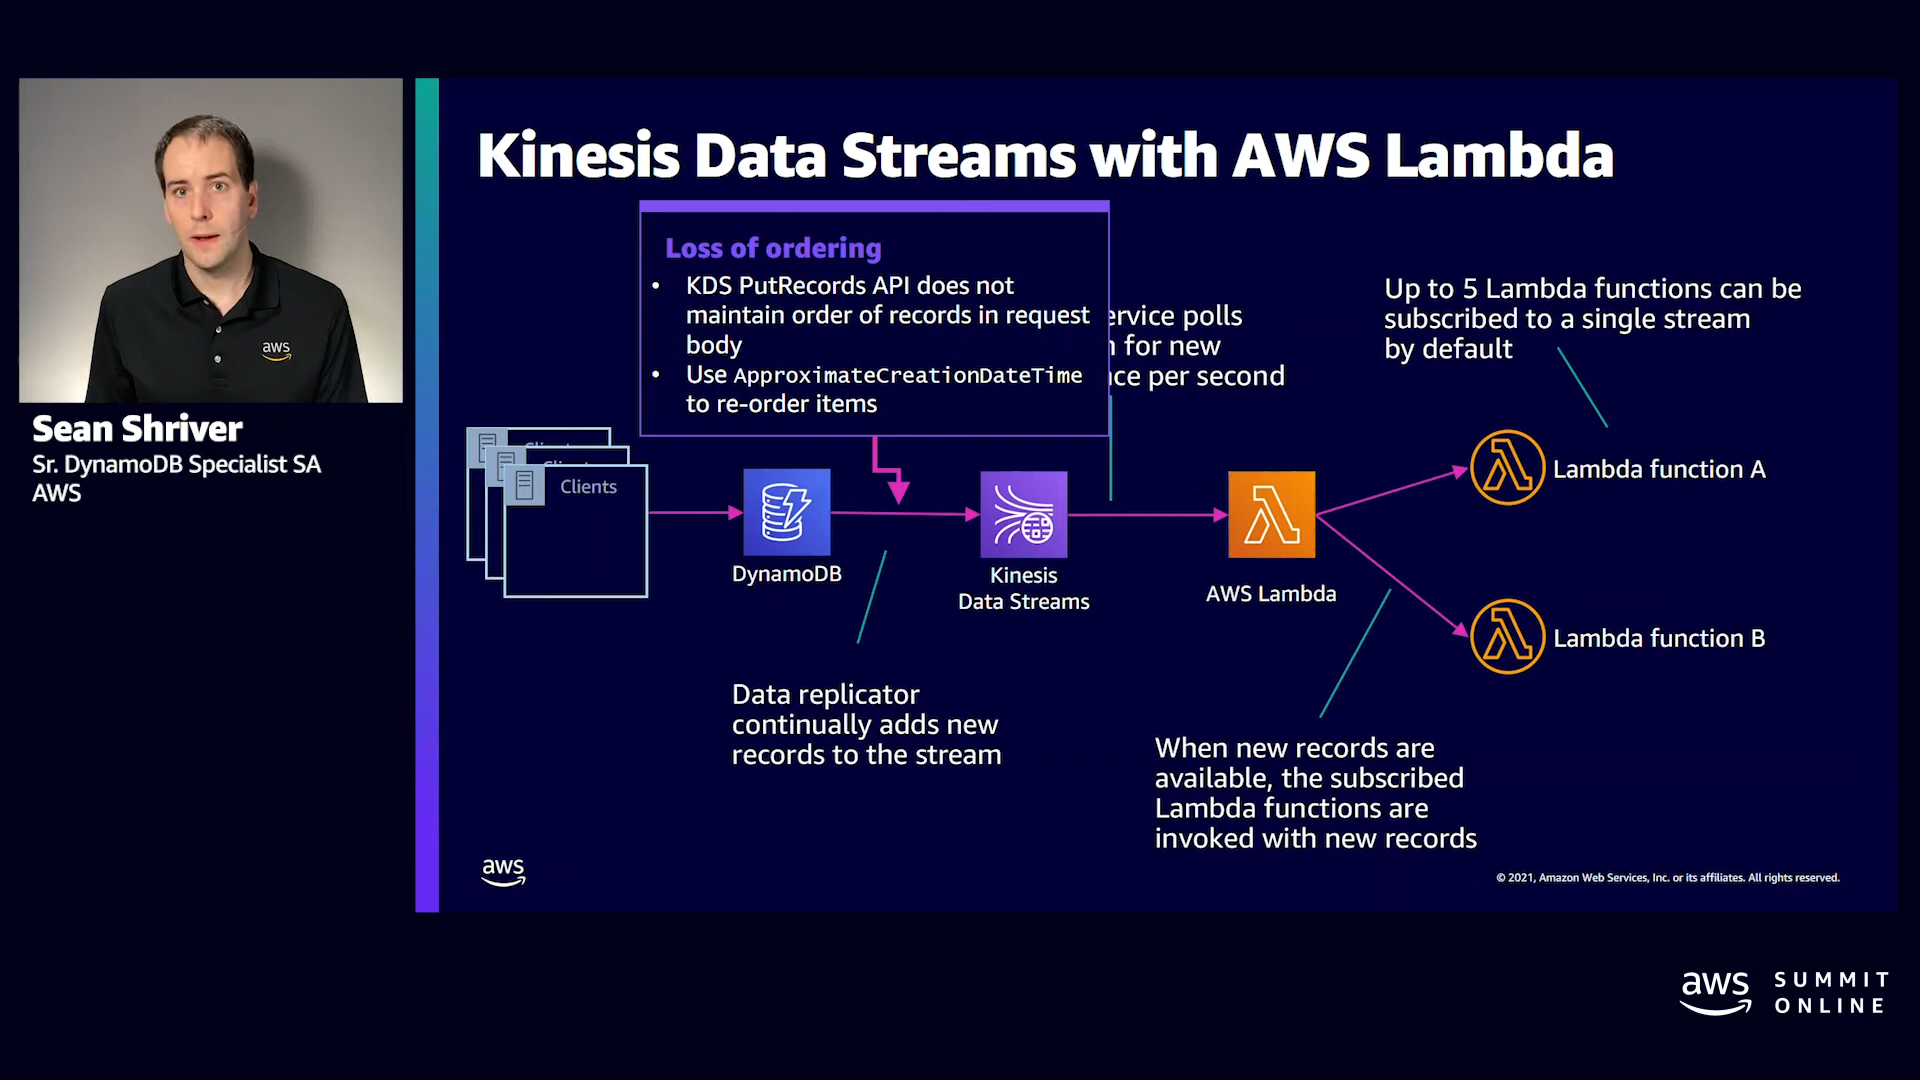 Kinesis Data Streams with AWS Lambda
Loss of ordering
• KDS PutRecords API does not
maintain order of records in request
body
• Use ApproximateCreationDateTime
to re-order items
polls
for new
per second
Up to 5 Lambda functions can be
subscribed to a single stream
by default
aws
Sean Shriver
Sr. DynamoDB Specialist SA
AWS
Clients
DynamoDB
Kinesis
Data Streams
AWS Lambda
Lambda function A
Lambda function B
Data replicator
continually adds new
records to the stream
When new records are
available, the subscribed
Lambda functions are
invoked with new records
aws
© 2021, Amazon Web Services, Inc. or its affiliates. All rights reserved.
aws SUMMIT
ONLINE